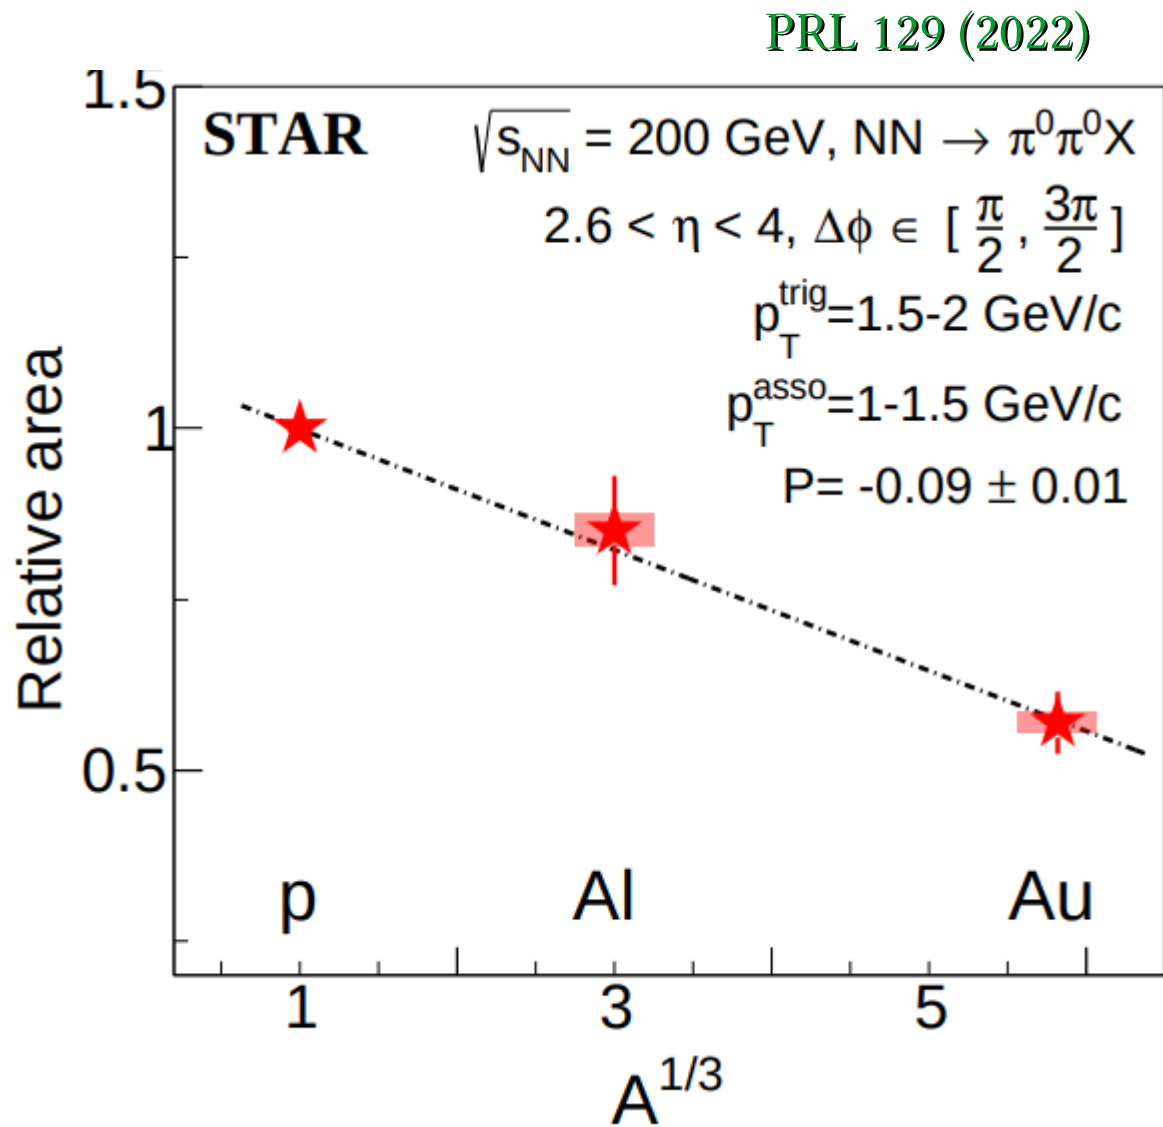 PRL 129 (2022)
1.5
STAR
√sNN = 200 GeV, NN → π⁰π⁰X
2.6 < η < 4, Δϕ ∈ [ π/2 , 3π/2 ]
pTtrig=1.5-2 GeV/c
1
pTasso=1-1.5 GeV/c
P= -0.09 ± 0.01
Relative area
0.5
p Al Au
1 3 5
A1/3